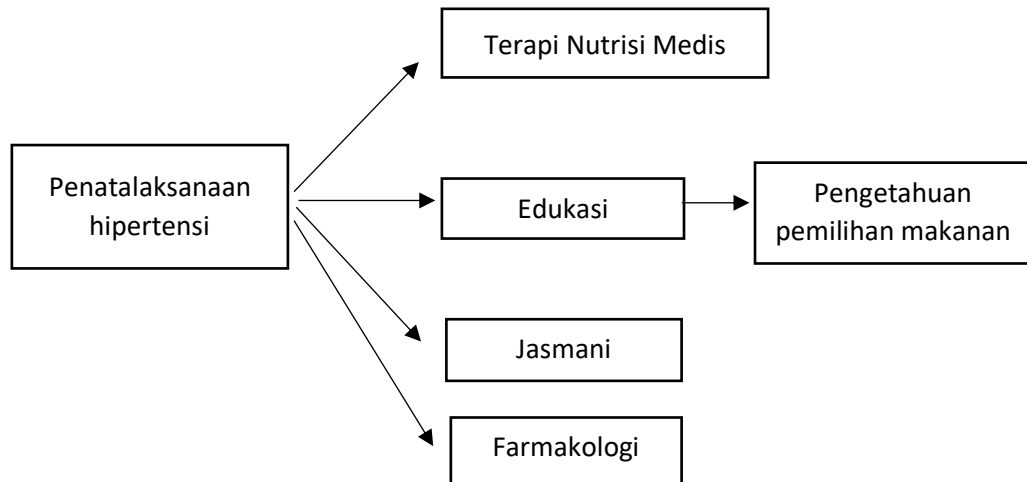 Terapi Nutrisi Medis
Penatalaksanaan
hipertensi
Edukasi
Pengetahuan
pemilihan makanan
Jasmani
Farmakologi